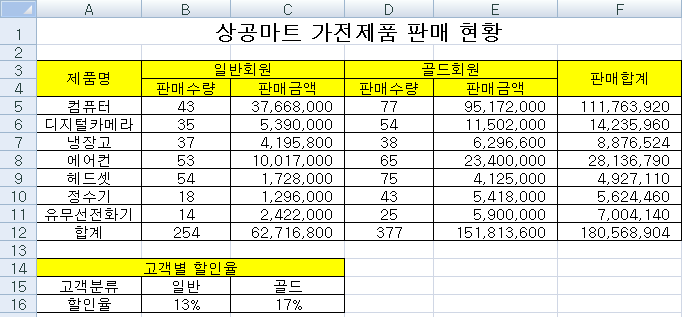 A B C D E F
1 상공마트 가전제품 판매 현황
2
3 제품명 일반회원 골드회원 판매합계
4 판매수량 판매금액 판매수량 판매금액
5 컴퓨터 43 37,668,000 77 95,172,000 111,763,920
6 디지털카메라 35 5,390,000 54 11,502,000 14,235,960
7 냉장고 37 4,195,800 38 6,296,600 8,876,524
8 에어컨 53 10,017,000 65 23,400,000 28,136,790
9 헤드셋 54 1,728,000 75 4,125,000 4,927,110
10 정수기 18 1,296,000 43 5,418,000 5,624,460
11 유무선전화기 14 2,422,000 25 5,900,000 7,004,140
12 합계 254 62,716,800 377 151,813,600 180,568,904
13
14 고객별 할인율
15 고객분류 일반 골드
16 할인율 13% 17%